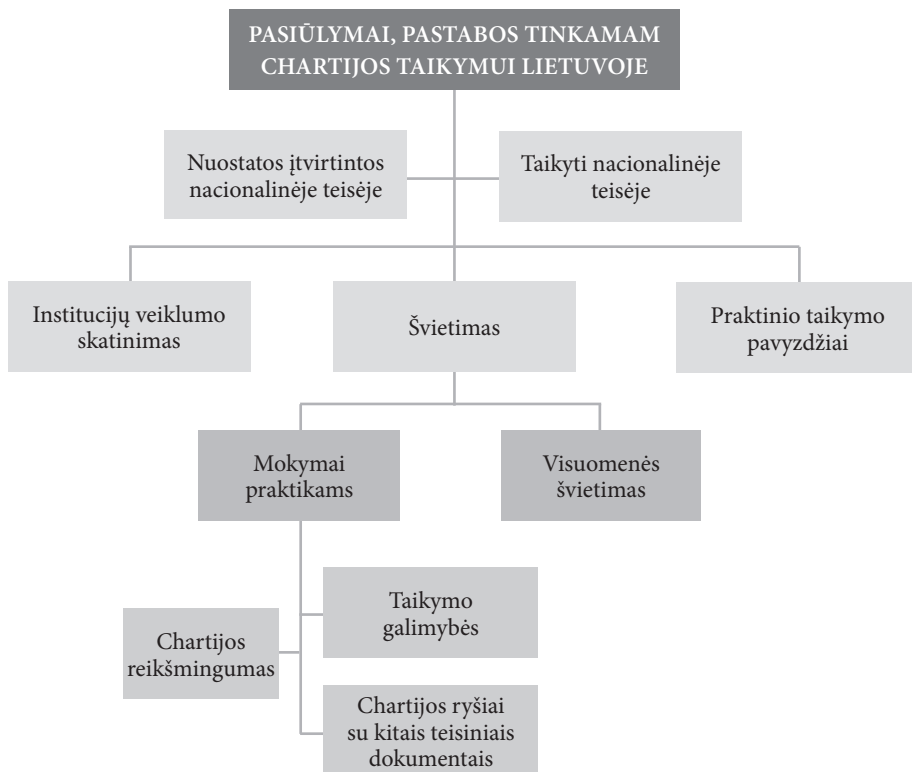 PASIŪLYMAI, PASTABOS TINKAMAM
CHARTIJOS TAIKYMUI LIETUVOJE
Nuostatos įtvirtintos
nacionalinėje teisėje
Taikyti nacionalinėje
teisėje
Institucijų veiklumo
skatinimas
Švietimas
Praktinio taikymo
pavyzdžiai
Mokymai
praktikams
Visuomenės
švietimas
Taikymo
galimybės
Chartijos
reikšmingumas
Chartijos ryšiai
su kitais teisiniais
dokumentais